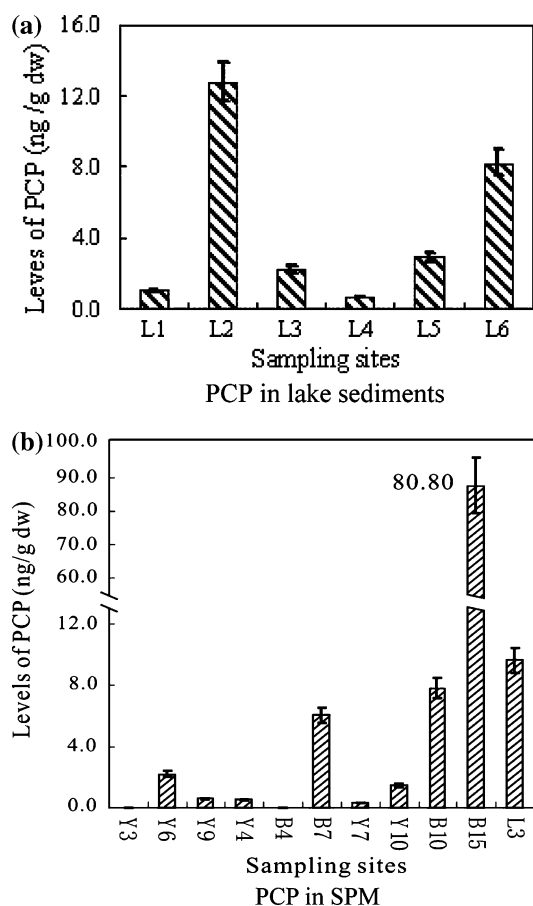 (a)
Leves of PCP (ng/g dw)
16.0
12.0
8.0
4.0
0.0
L1 L2 L3 L4 L5 L6
Sampling sites
PCP in lake sediments
(b)
Levels of PCP (ng/g dw)
100.0
90.0
80.0
70.0
60.0
12.0
8.0
4.0
0.0
80.80
Y3 Y6 Y9 Y4 B4 B7 Y7 Y10 B10 B15 L3
Sampling sites
PCP in SPM